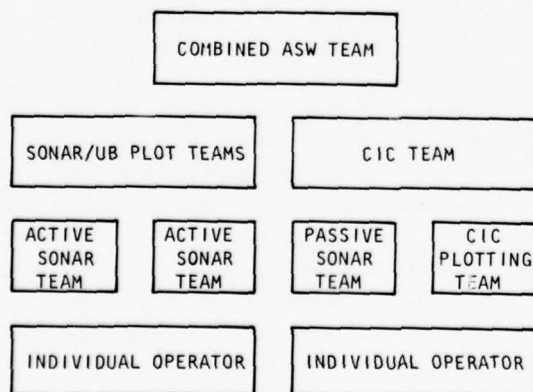 COMBINED ASW TEAM
SONAR/UB PLOT TEAMS
CIC TEAM
ACTIVE
SONAR
TEAM
ACTIVE
SONAR
TEAM
PASSIVE
SONAR
TEAM
CIC
PLOTTING
TEAM
INDIVIDUAL OPERATOR
INDIVIDUAL OPERATOR